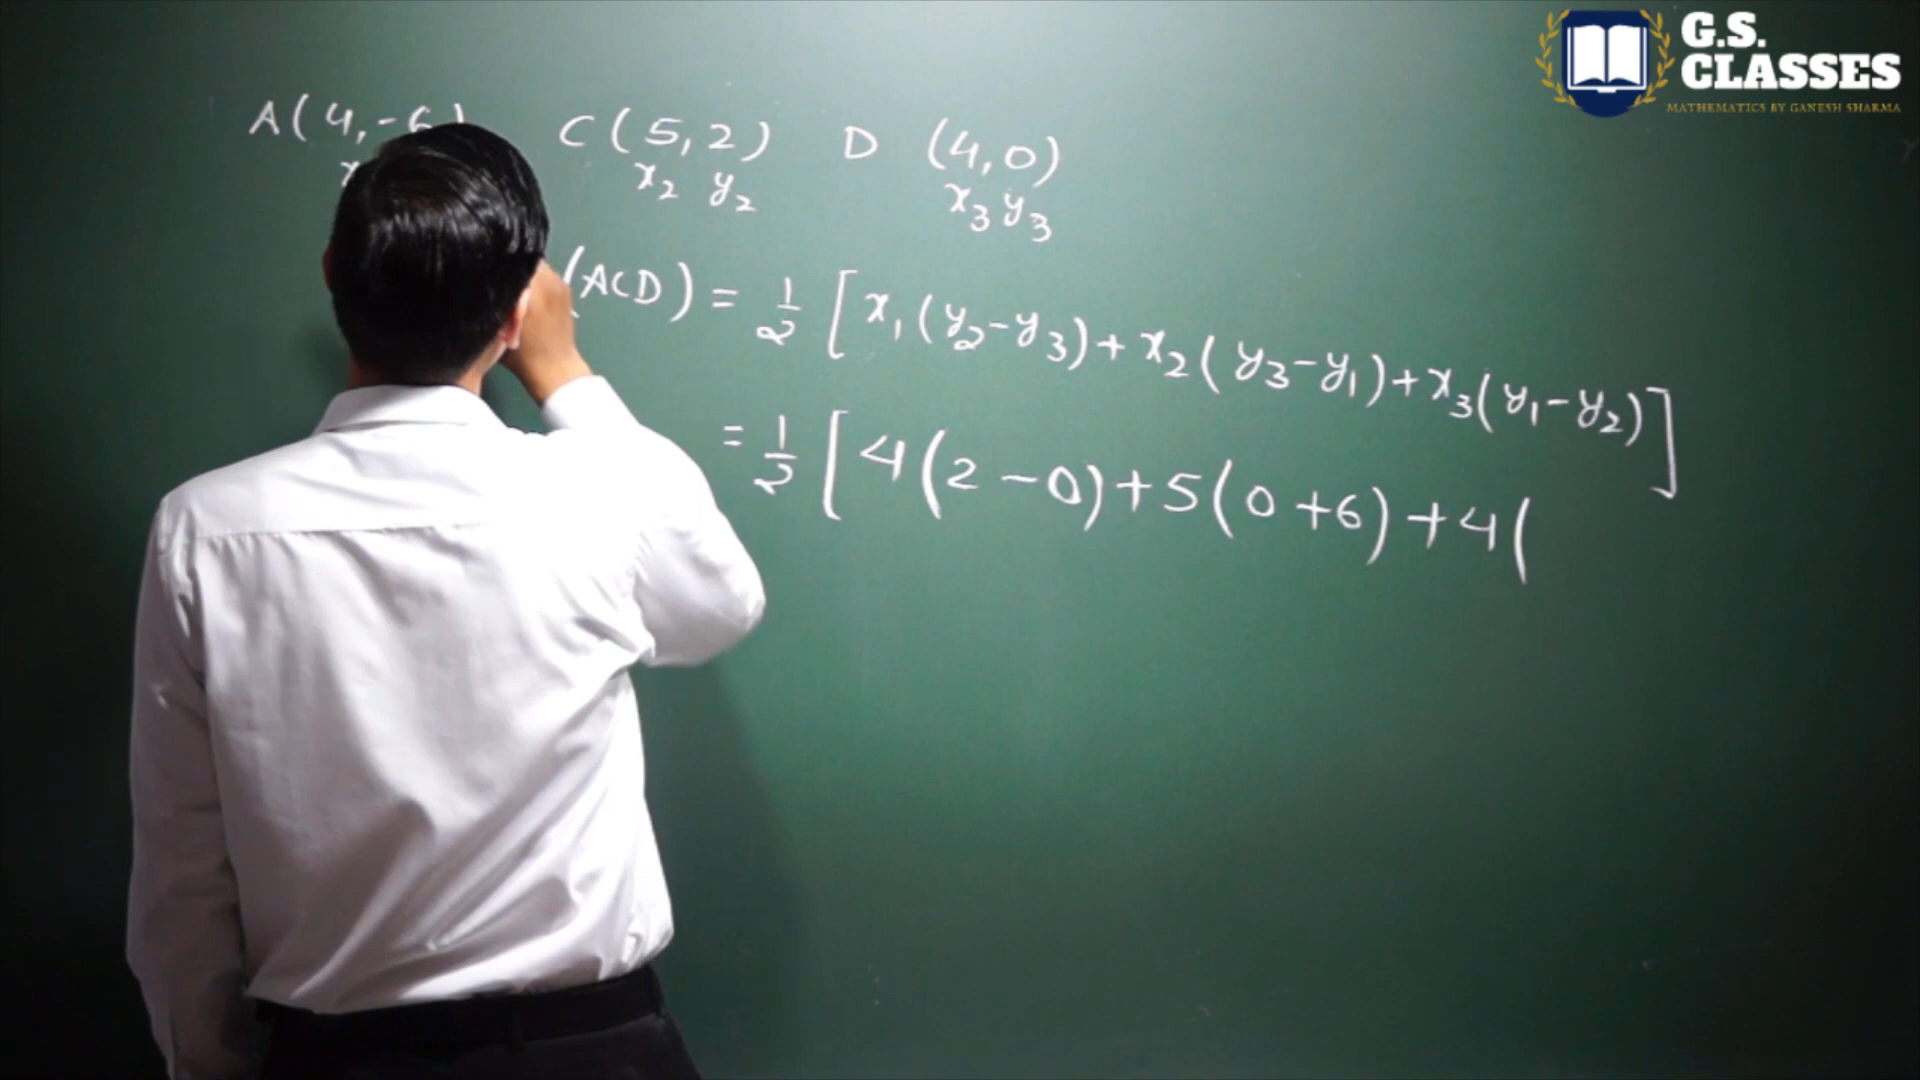 G.S.
CLASSES
MATHEMATICS BY GANESH SHARMA
A(4,-6) C(5,2) D (4,0)
x x₂ y₂ x₃ y₃
(ACD) = 1/2 [x₁(y₂-y₃)+x₂(y₃-y₁)+x₃(y₁-y₂)]
= 1/2 [4(2-0)+5(0+6)+4(